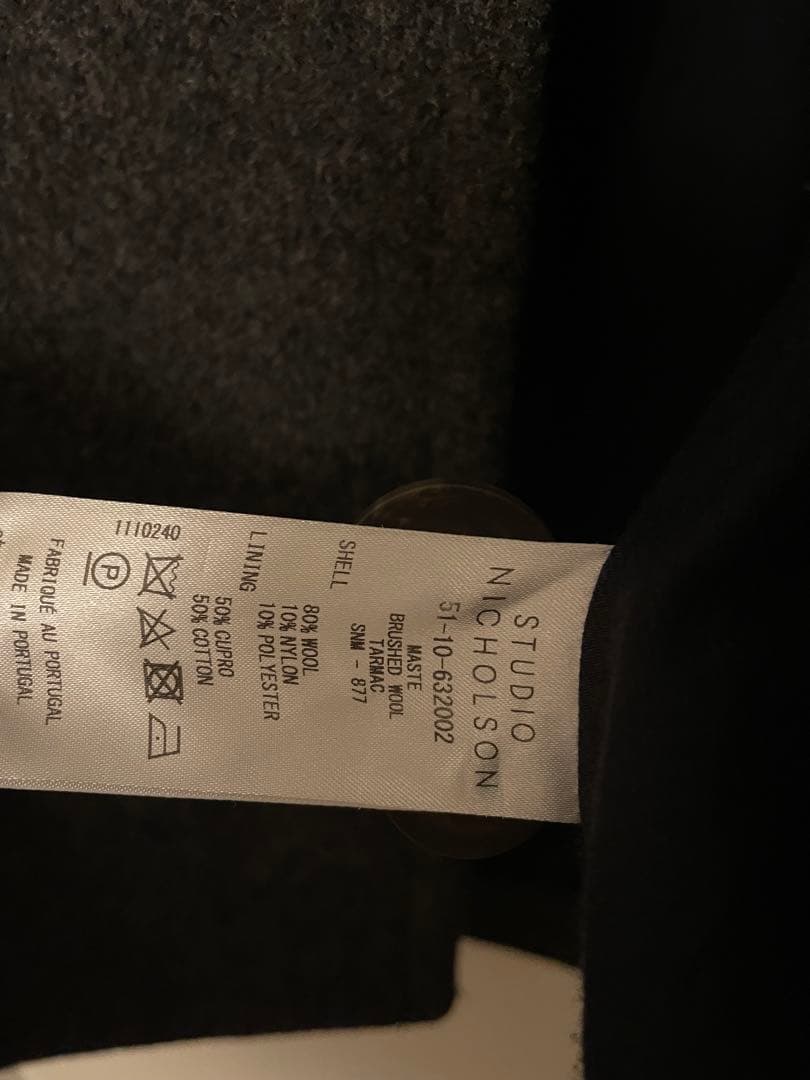 STUDIO
NICHOLSON
51-10-632002
MASTE
BRUSHED WOOL
TARMAC
SNM - 877
SHELL
80% WOOL
10% NYLON
10% POLYESTER
LINING
50% CUPRO
50% COTTON
1110240
P
FABRIQUÉ AU PORTUGAL
MADE IN PORTUGAL